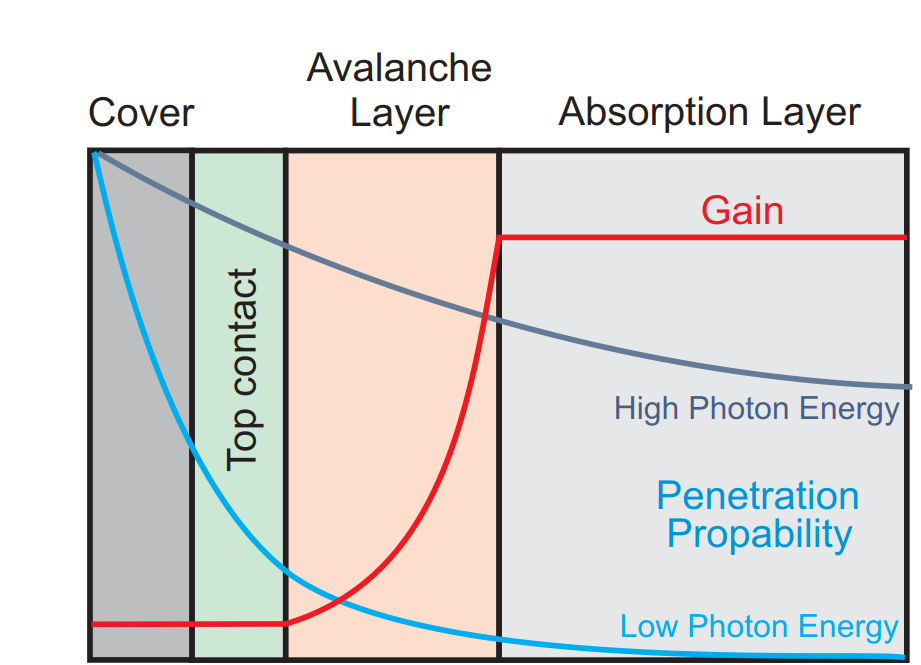 Avalanche
Cover
Layer
Absorption Layer
Gain
Top contact
High Photon Energy
Penetration
Propability
Low Photon Energy